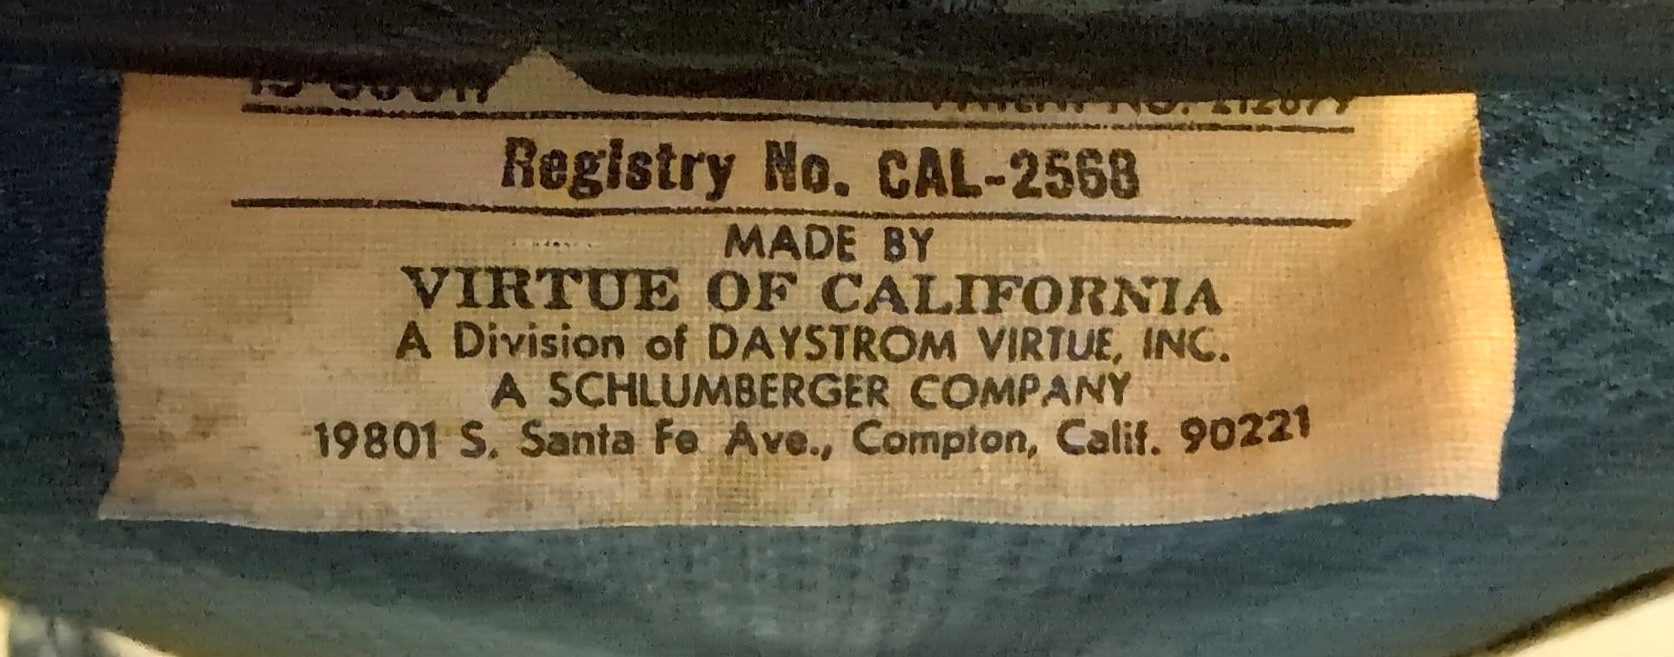 Registry No. CAL-2568
MADE BY
VIRTUE OF CALIFORNIA
A Division of DAYSTROM VIRTUE, INC.
A SCHLUMBERGER COMPANY
19801 S. Santa Fe Ave., Compton, Calif. 90221